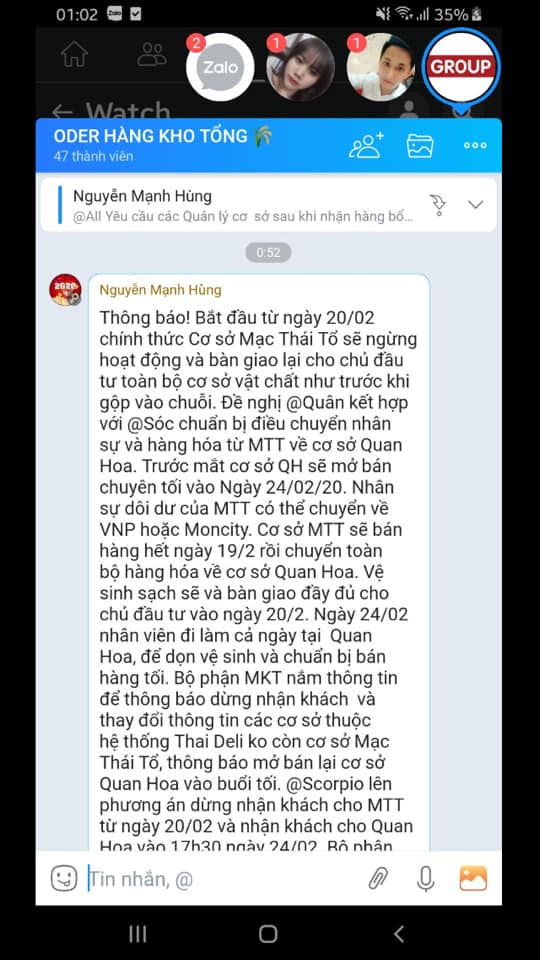 01:02 Zalo 35%
2 1 1
Zalo GROUP
Watch
ODER HÀNG KHO TỔNG
47 thành viên
Nguyễn Mạnh Hùng
@All Yêu cầu các Quản lý cơ sở sau khi nhận hàng bổ...
0:52
2020
Nguyễn Mạnh Hùng
Thông báo! Bắt đầu từ ngày 20/02
chính thức Cơ sở Mạc Thái Tổ sẽ ngừng
hoạt động và bàn giao lại cho chủ đầu
tư toàn bộ cơ sở vật chất như trước khi
gộp vào chuỗi. Đề nghị @Quân kết hợp
với @Sóc chuẩn bị điều chuyển nhân
sự và hàng hóa từ MTT về cơ sở Quan
Hoa. Trước mắt cơ sở QH sẽ mở bán
chuyên tối vào Ngày 24/02/20. Nhân
sự dôi dư của MTT có thể chuyển về
VNP hoặc Moncity. Cơ sở MTT sẽ bán
hàng hết ngày 19/2 rồi chuyển toàn
bộ hàng hóa về cơ sở Quan Hoa. Vệ
sinh sạch sẽ và bàn giao đầy đủ cho
chủ đầu tư vào ngày 20/2. Ngày 24/02
nhân viên đi làm cả ngày tại Quan
Hoa, để dọn vệ sinh và chuẩn bị bán
hàng tối. Bộ phận MKT nắm thông tin
để thông báo dừng nhận khách và
thay đổi thông tin các cơ sở thuộc
hệ thống Thai Deli ko còn cơ sở Mạc
Thái Tổ, thông báo mở bán lại cơ sở
Quan Hoa vào buổi tối. @Scorpio lên
phương án dừng nhận khách cho MTT
từ ngày 20/02 và nhận khách cho Quan
Hoa vào 17h30 ngày 24/02. Bộ phận
Tin nhắn, @